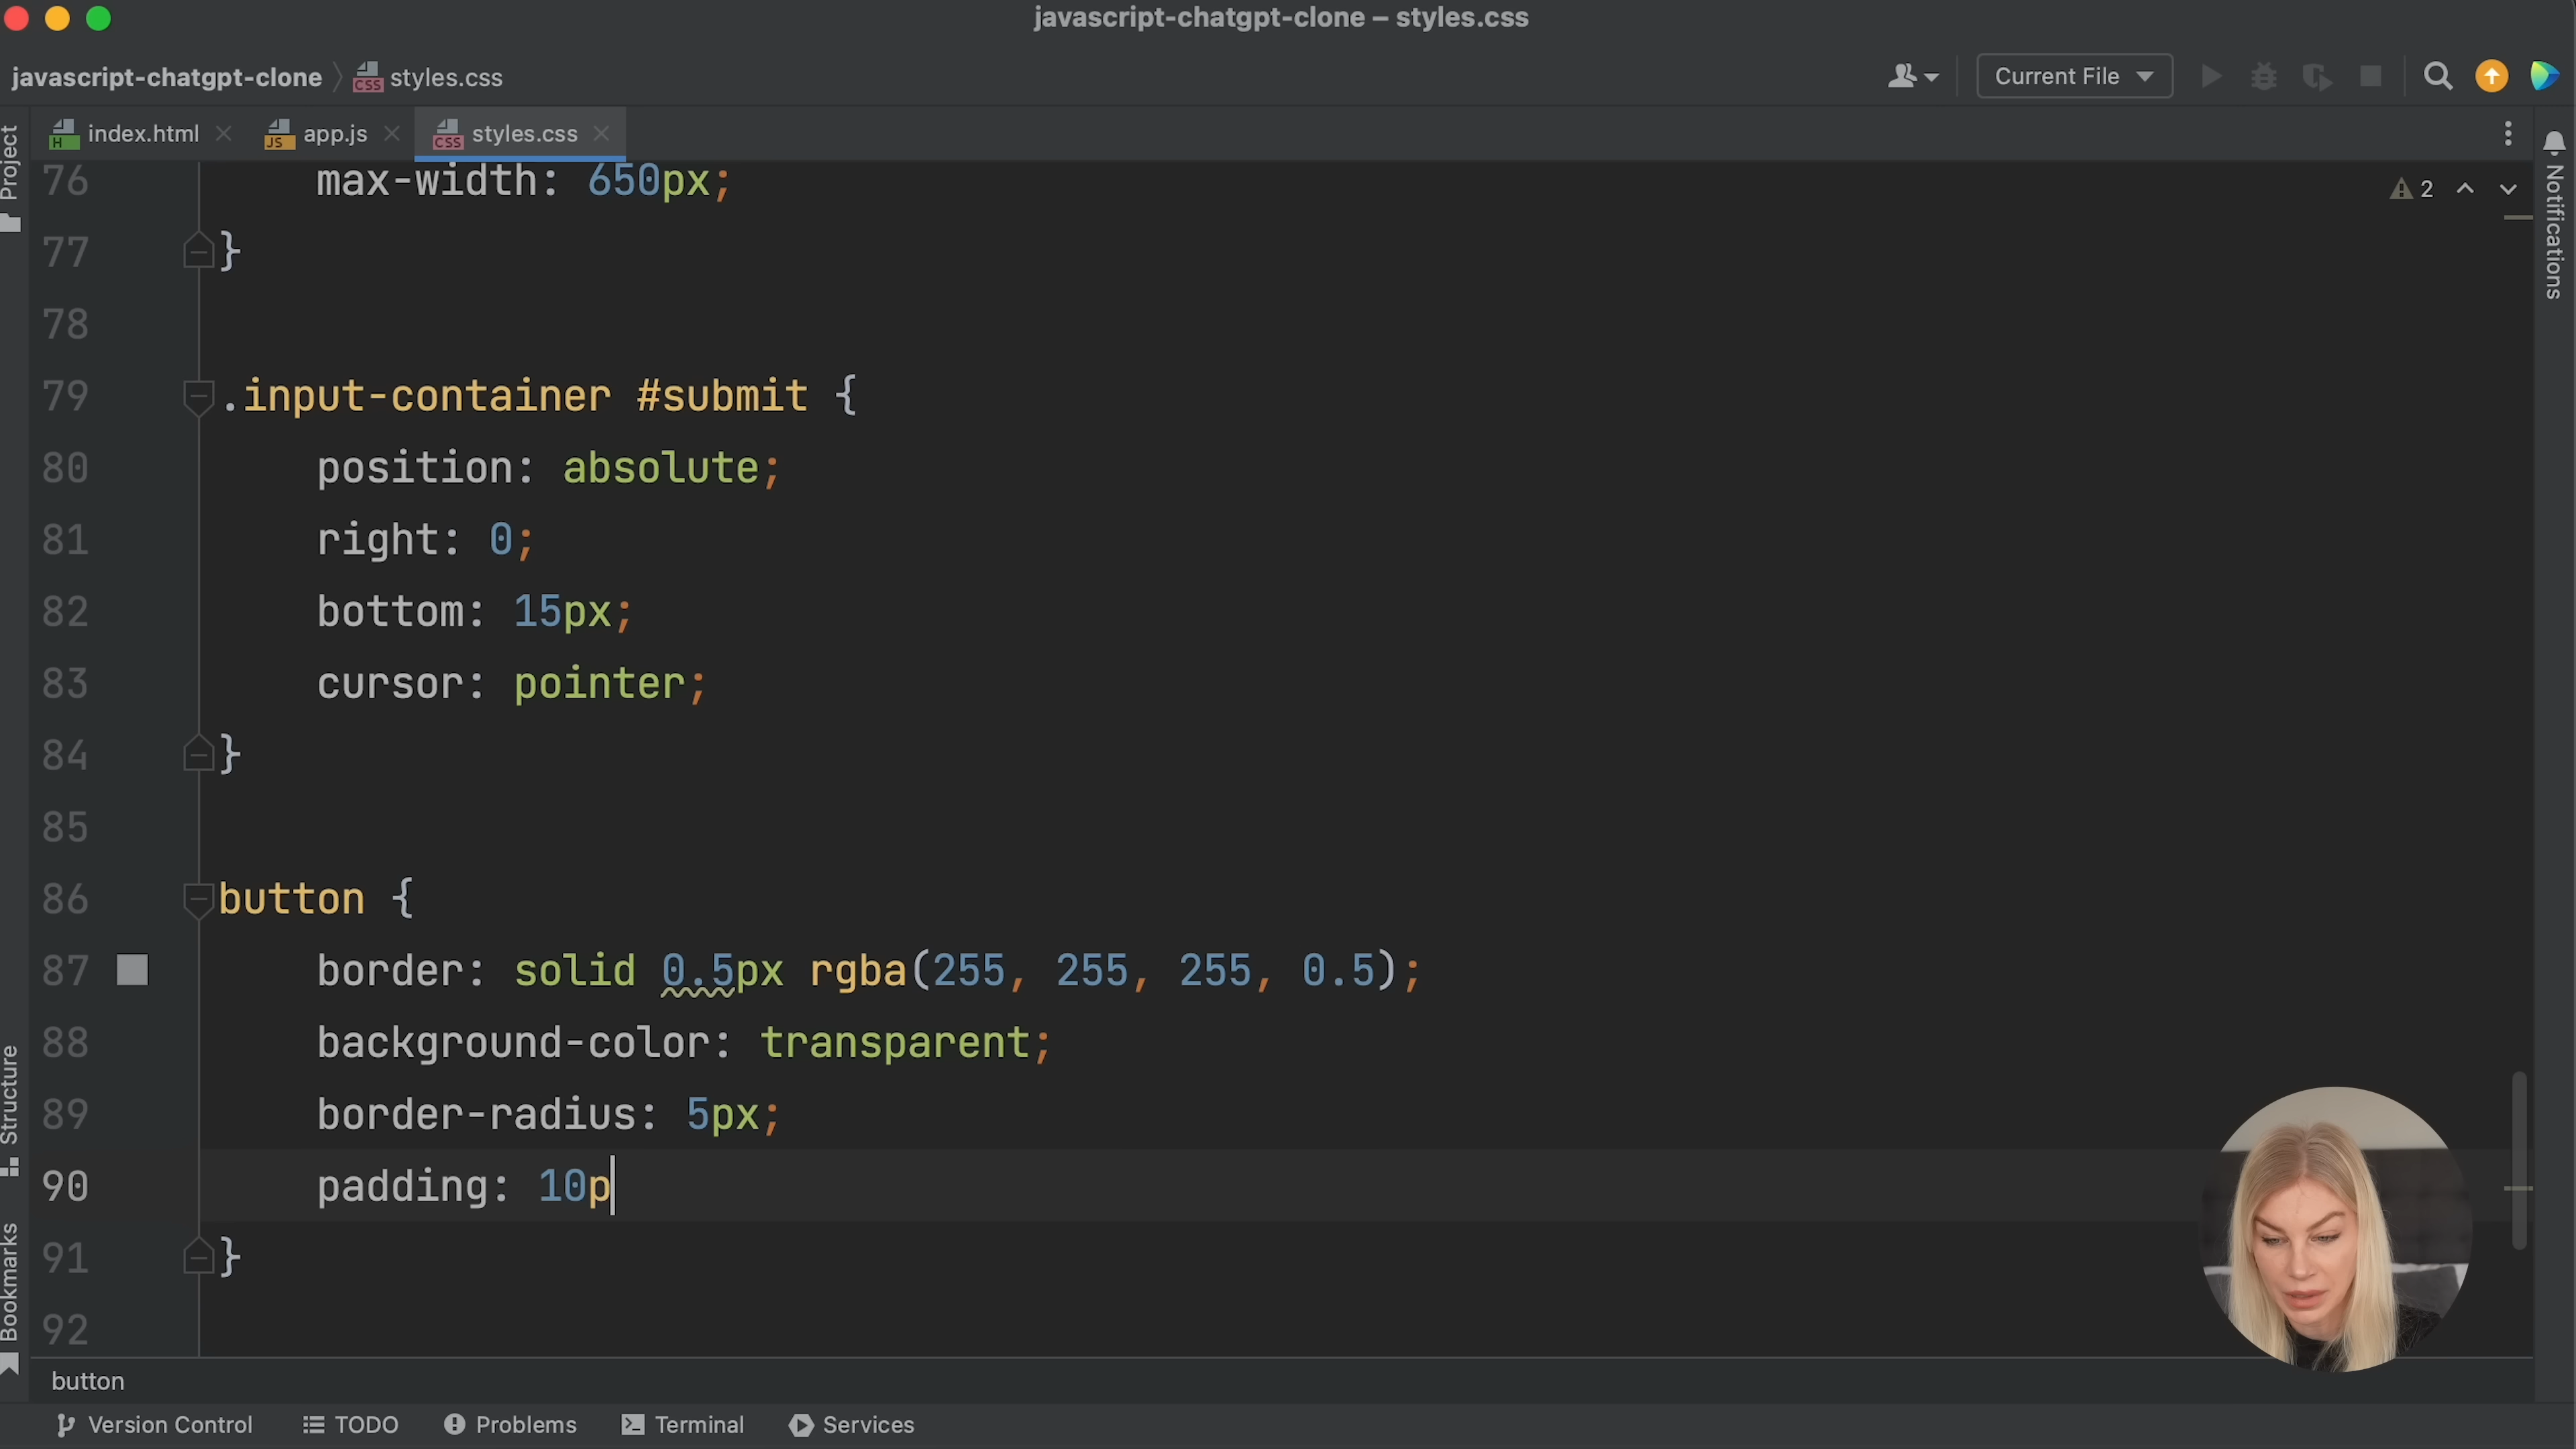 javascript-chatgpt-clone – styles.css
javascript-chatgpt-clone styles.css
Current File
index.html
app.js
styles.css
Project
Notifications
2
76 max-width: 650px;
77 }
78
79 .input-container #submit {
80 position: absolute;
81 right: 0;
82 bottom: 15px;
83 cursor: pointer;
84 }
85
86 button {
87 border: solid 0.5px rgba(255, 255, 255, 0.5);
88 background-color: transparent;
89 border-radius: 5px;
90 padding: 10p
91 }
92
Structure
Bookmarks
button
Version Control
TODO
Problems
Terminal
Services